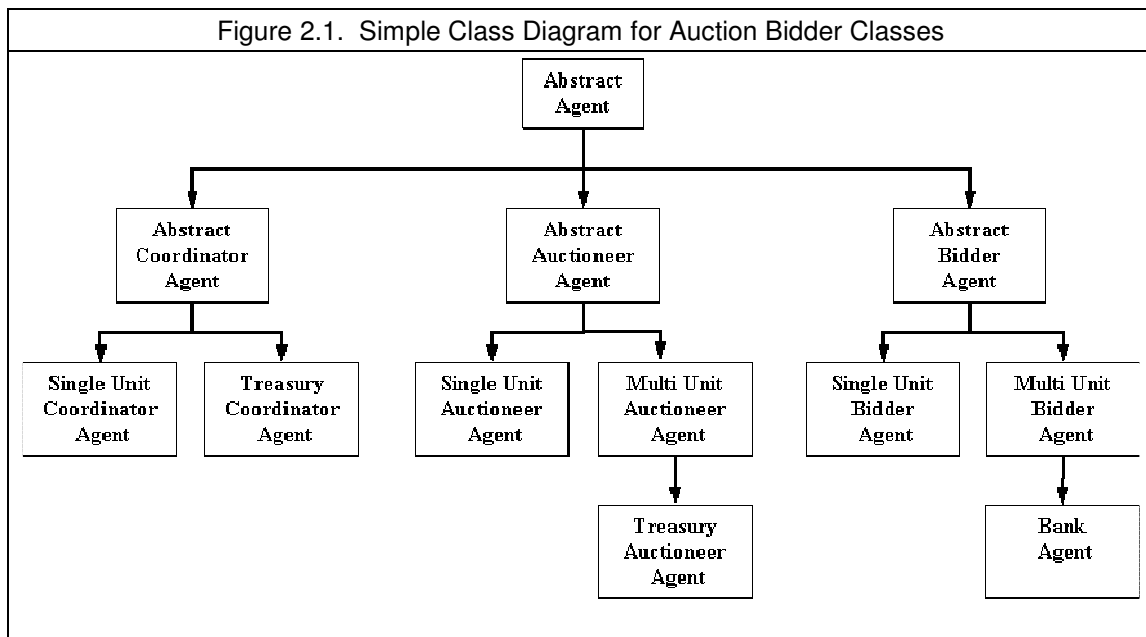 Figure 2.1. Simple Class Diagram for Auction Bidder Classes
Abstract
Agent
Abstract
Coordinator
Agent
Abstract
Auctioneer
Agent
Abstract
Bidder
Agent
Single Unit
Coordinator
Agent
Treasury
Coordinator
Agent
Single Unit
Auctioneer
Agent
Multi Unit
Auctioneer
Agent
Single Unit
Bidder
Agent
Multi Unit
Bidder
Agent
Treasury
Auctioneer
Agent
Bank
Agent